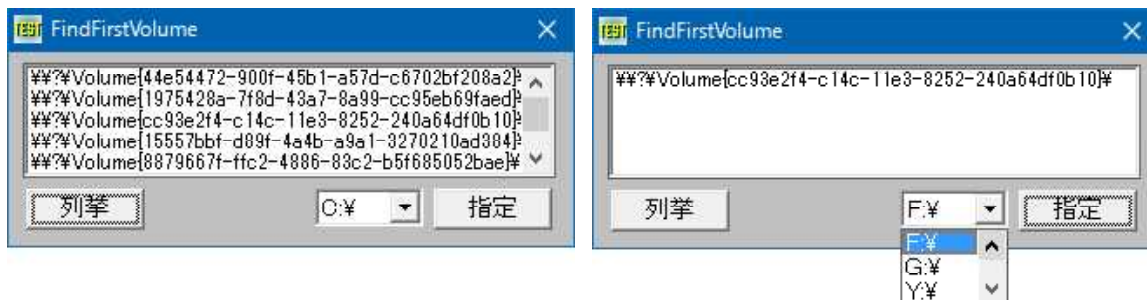 TEST FindFirstVolume
¥¥?¥Volume{44e54472-900f-45b1-a57d-c6702bf208a2}¥
¥¥?¥Volume{1975428a-7f8d-43a7-8a99-cc95eb69faed}¥
¥¥?¥Volume{cc93e2f4-c14c-11e3-8252-240a64df0b10}¥
¥¥?¥Volume{15557bbf-d89f-4a4b-a9a1-3270210ad384}¥
¥¥?¥Volume{8879667f-ffc2-4886-83c2-b5f685052bae}¥
列挙 C:¥ 指定
TEST FindFirstVolume
¥¥?¥Volume{cc93e2f4-c14c-11e3-8252-240a64df0b10}¥
列挙 F:¥ 指定
F:¥
G:¥
Y:¥